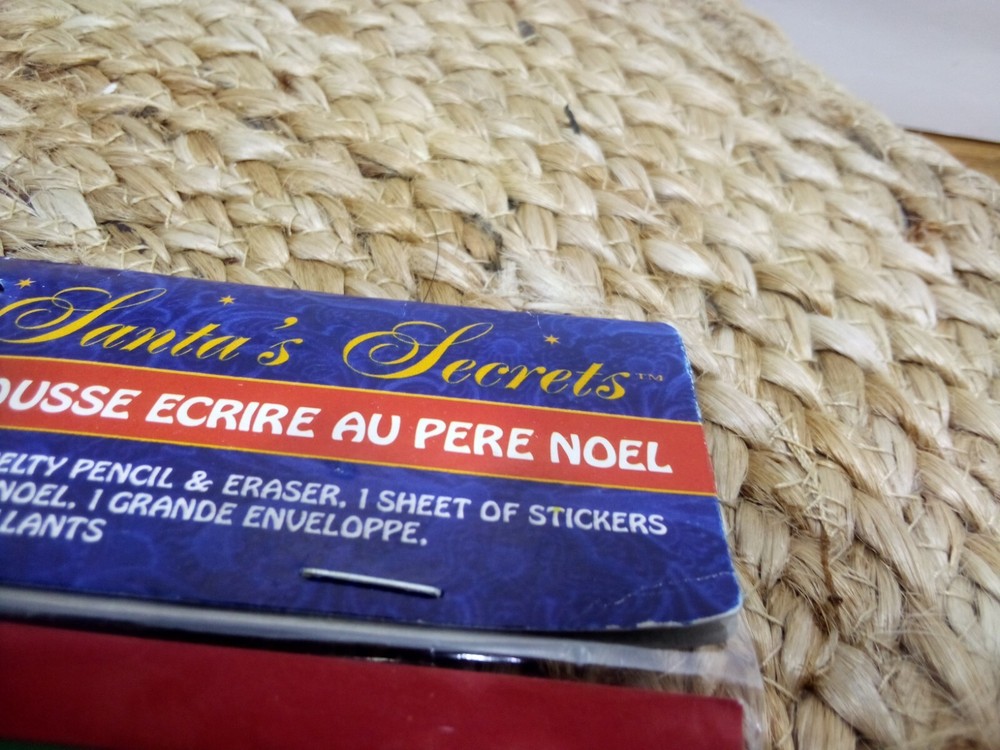 Santa's Secrets™
OUSSE ECRIRE AU PERE NOEL
ELTY PENCIL & ERASER. 1 SHEET OF STICKERS
NOEL. 1 GRANDE ENVELOPPE.
LLANTS